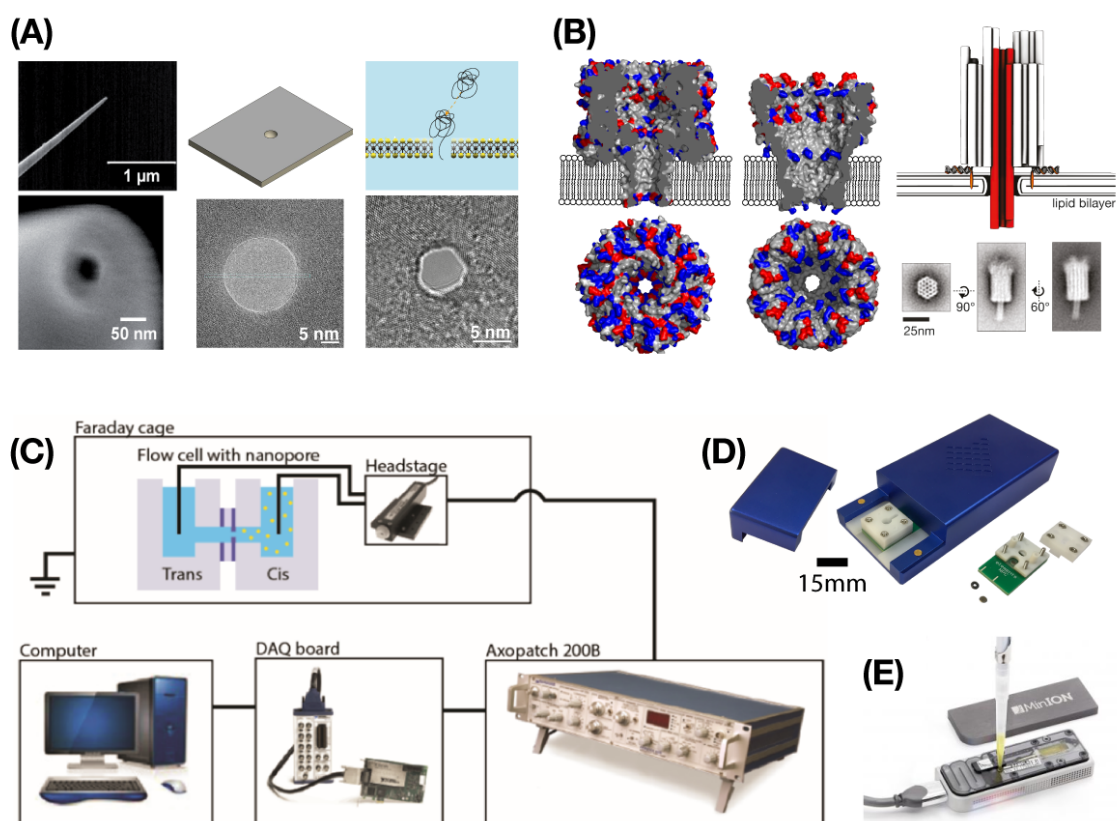 (A)
1 µm
50 nm
5 nm
5 nm
(B)
lipid bilayer
90°
60°
25nm
(C)
Faraday cage
Flow cell with nanopore
Headstage
Trans
Cis
Computer
DAQ board
Axopatch 200B
(D)
15mm
(E)
MinION